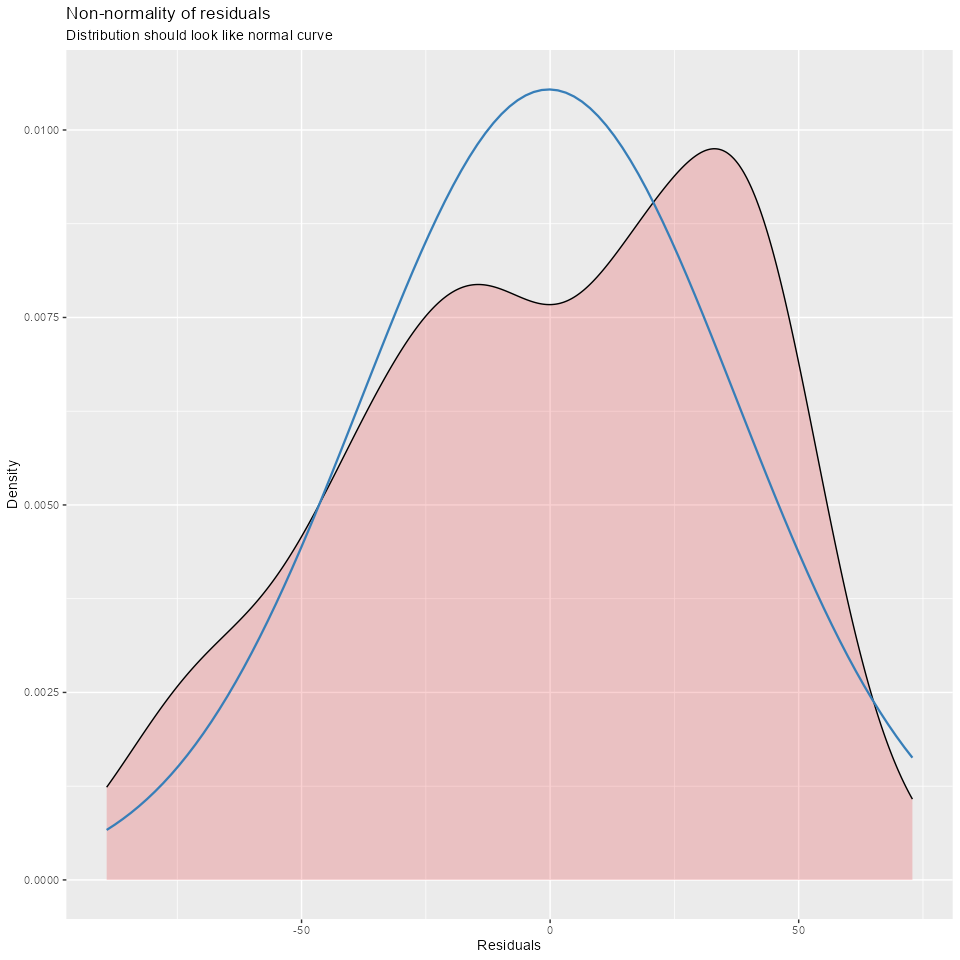 Non-normality of residuals
Distribution should look like normal curve
Density
0.0100
0.0075
0.0050
0.0025
0.0000
-50
0
50
Residuals